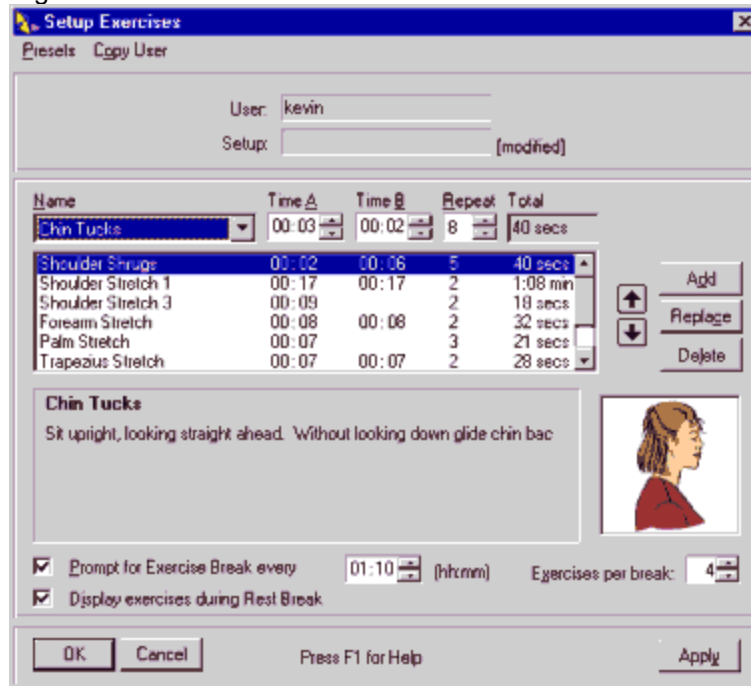 Setup Exercises
Presets Copy User
User: kevin
Setup: [modified]
Name Time A Time B Repeat Total
Chin Tucks 00:03 00:02 8 40 secs
Shoulder Shrugs 00:02 00:06 5 40 secs
Shoulder Stretch 1 00:17 00:17 2 1:08 min
Shoulder Stretch 3 00:09 2 18 secs
Forearm Stretch 00:08 00:08 2 32 secs
Palm Stretch 00:07 3 21 secs
Trapezius Stretch 00:07 00:07 2 28 secs
Add
Replace
Delete
Chin Tucks
Sit upright, looking straight ahead. Without looking down glide chin bac
Prompt for Exercise Break every 01:10 (hh:mm) Exercises per break: 4
Display exercises during Rest Break
OK Cancel Press F1 for Help Apply